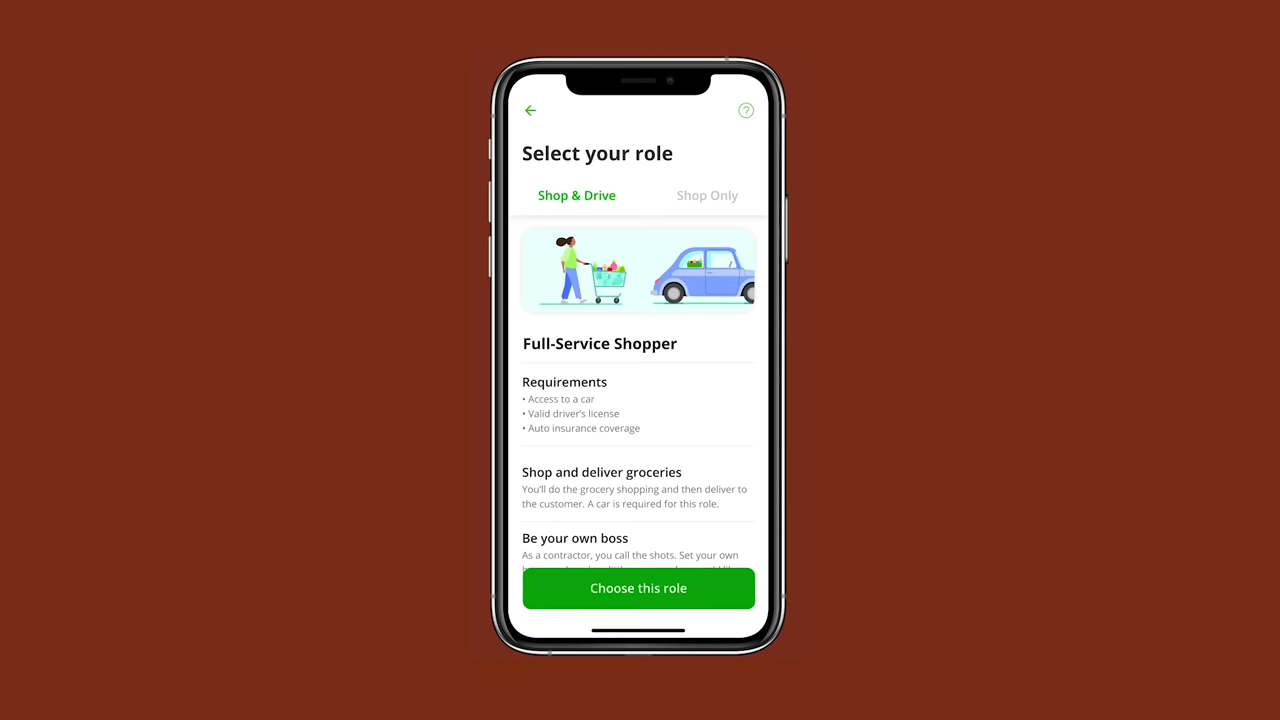 Select your role
Shop & Drive
Shop Only
Full-Service Shopper
Requirements
• Access to a car
• Valid driver's license
• Auto insurance coverage
Shop and deliver groceries
You'll do the grocery shopping and then deliver to
the customer. A car is required for this role.
Be your own boss
As a contractor, you call the shots. Set your own
Choose this role